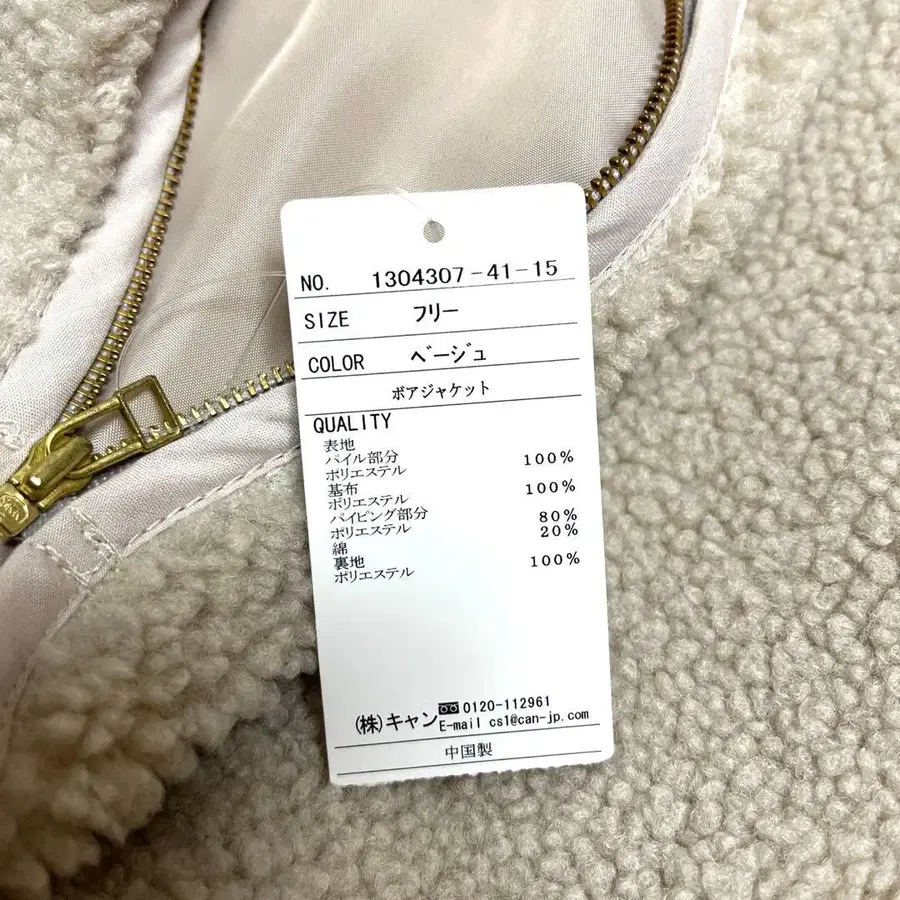 NO. 1304307-41-15
SIZE フリー
COLOR ベージュ
ボアジャケット
QUALITY
表地
パイル部分
ポリエステル 100%
基布
ポリエステル 100%
パイピング部分
ポリエステル 80%
綿 20%
裏地
ポリエステル 100%
(株)キャン 0120-112961
E-mail cs1@can-jp.com
中国製